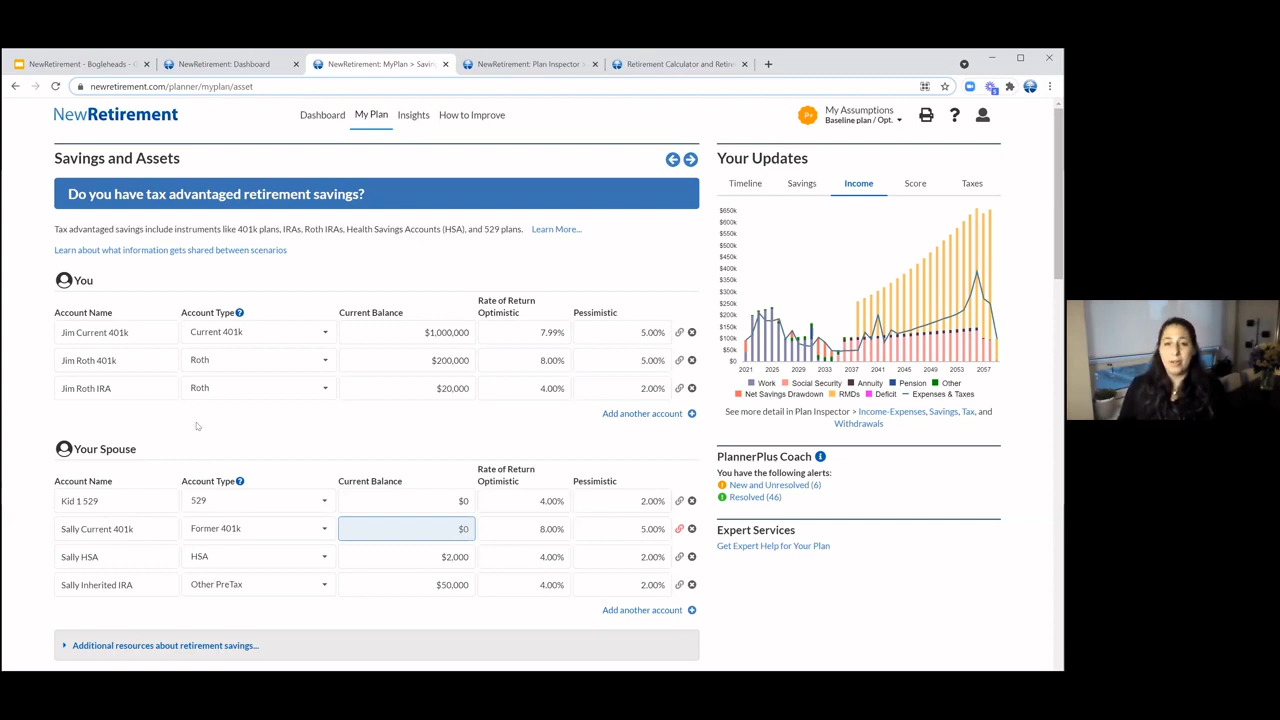 NewRetirement - Bogleheads -
NewRetirement: Dashboard
NewRetirement: MyPlan > Savin
NewRetirement: Plan Inspector >
Retirement Calculator and Retire
newretirement.com/planner/myplan/asset
NewRetirement
Dashboard My Plan Insights How to Improve
P+ My Assumptions
Baseline plan / Opt.
Savings and Assets
Do you have tax advantaged retirement savings?
Tax advantaged savings include instruments like 401k plans, IRAs, Roth IRAs, Health Savings Accounts (HSA), and 529 plans. Learn More...
Learn about what information gets shared between scenarios
You
Rate of Return
Account Name Account Type Current Balance Optimistic Pessimistic
Jim Current 401k Current 401k $1,000,000 7.99% 5.00%
Jim Roth 401k Roth $200,000 8.00% 5.00%
Jim Roth IRA Roth $20,000 4.00% 2.00%
Add another account
Your Spouse
Rate of Return
Account Name Account Type Current Balance Optimistic Pessimistic
Kid 1 529 529 $0 4.00% 2.00%
Sally Current 401k Former 401k $0 8.00% 5.00%
Sally HSA HSA $2,000 4.00% 2.00%
Sally Inherited IRA Other PreTax $50,000 4.00% 2.00%
Add another account
Additional resources about retirement savings...
Your Updates
Timeline Savings Income Score Taxes
$650k
$600k
$550k
$500k
$450k
$400k
$350k
$300k
$250k
$200k
$150k
$100k
$50k
$0
2021 2025 2029 2033 2037 2041 2045 2049 2053 2057
Work Social Security Annuity Pension Other
Net Savings Drawdown RMDs Deficit Expenses & Taxes
See more detail in Plan Inspector > Income-Expenses, Savings, Tax, and
Withdrawals
PlannerPlus Coach
You have the following alerts:
New and Unresolved (6)
Resolved (46)
Expert Services
Get Expert Help for Your Plan